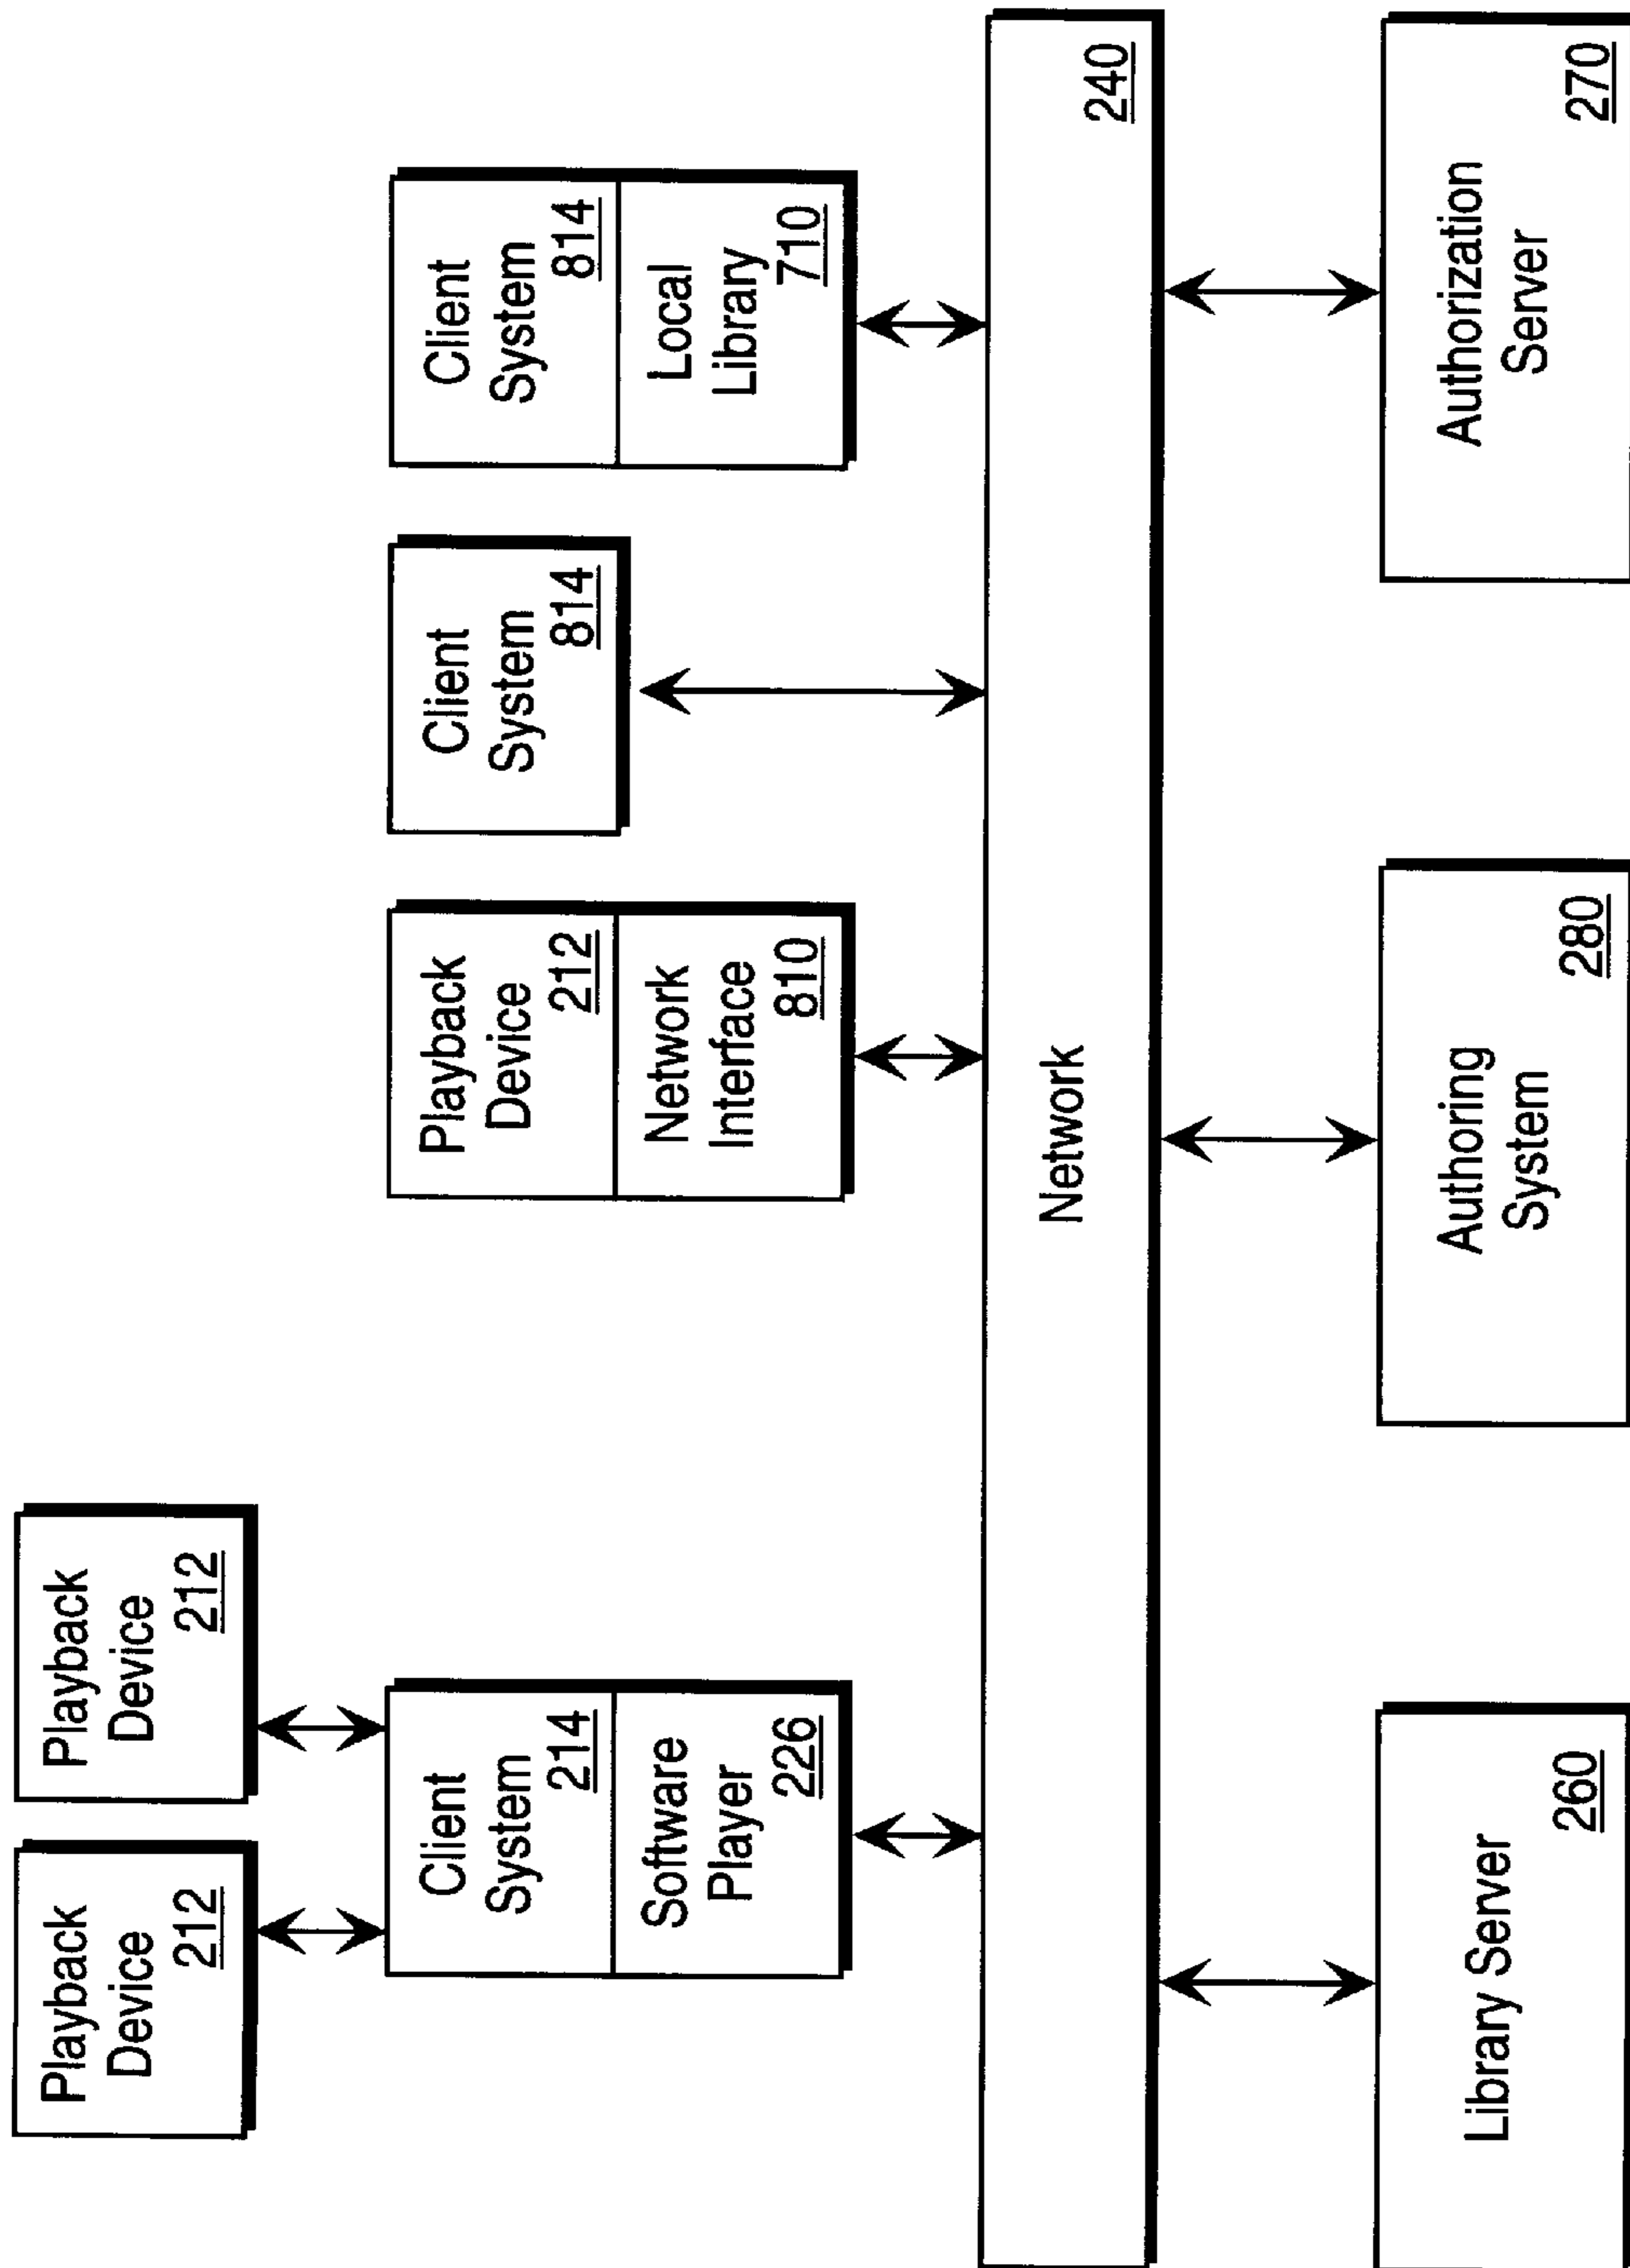 Playback
Device
212
Playback
Device
212
Client
System
214
Software
Player
226
Playback
Device
212
Network
Interface
810
Client
System
814
Client
System
814
Local
Library
710
Network
240
Library Server
260
Authoring
System
280
Authorization
Server
270